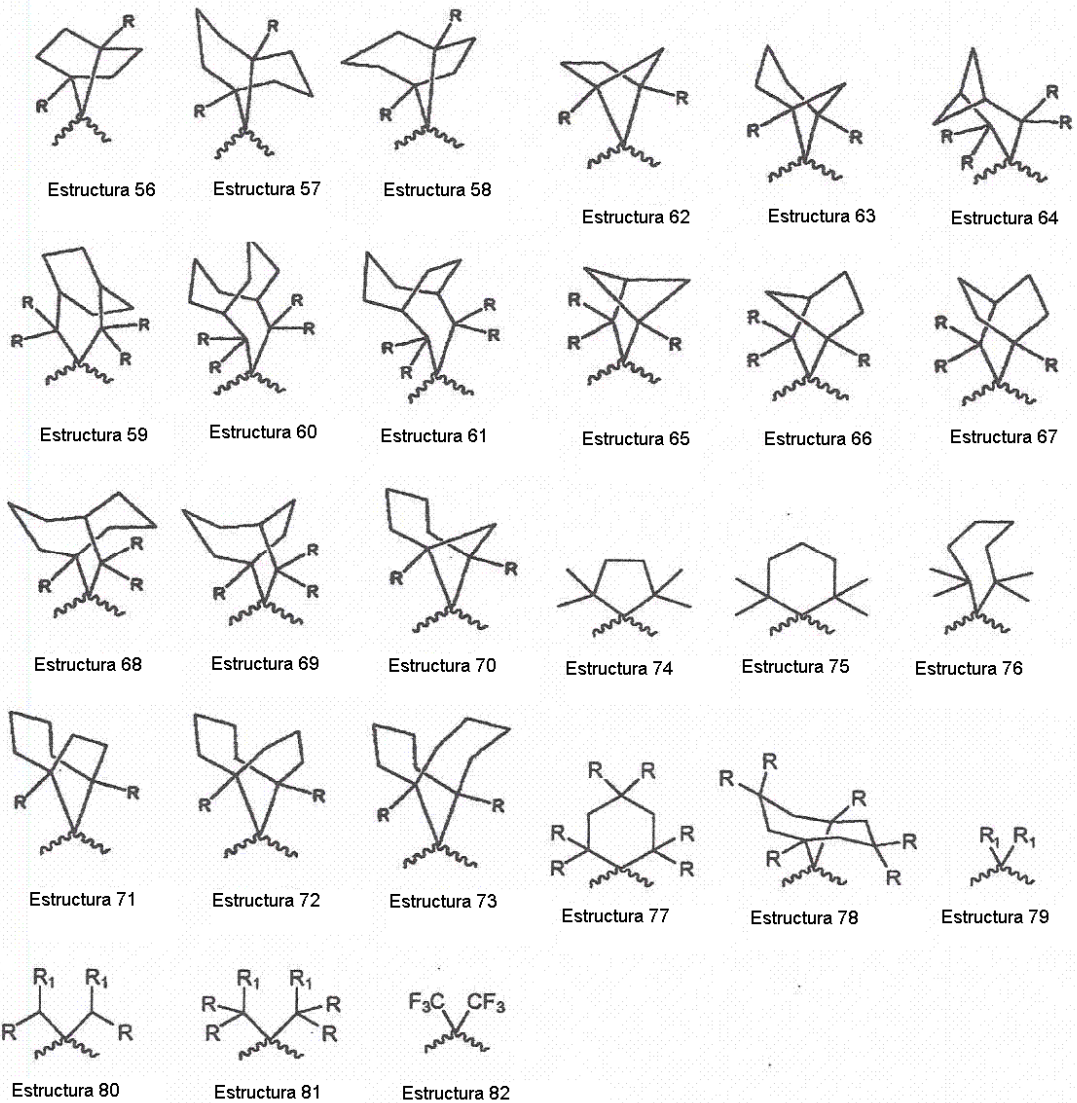 R R R R R R
Estructura 56 Estructura 57 Estructura 58
R R R R R R R R
Estructura 62 Estructura 63 Estructura 64
R R R R R R R R R R R R
Estructura 59 Estructura 60 Estructura 61
R R R R R R R R R
Estructura 65 Estructura 66 Estructura 67
R R R R R R R R
Estructura 68 Estructura 69 Estructura 70
Estructura 74 Estructura 75 Estructura 76
R R R R R R
Estructura 71 Estructura 72 Estructura 73
R R R R R R
Estructura 77
R R R R R R
Estructura 78
R1 R1
Estructura 79
R1 R1
R R
Estructura 80
R1 R1
R R
R R
Estructura 81
F3C CF3
Estructura 82